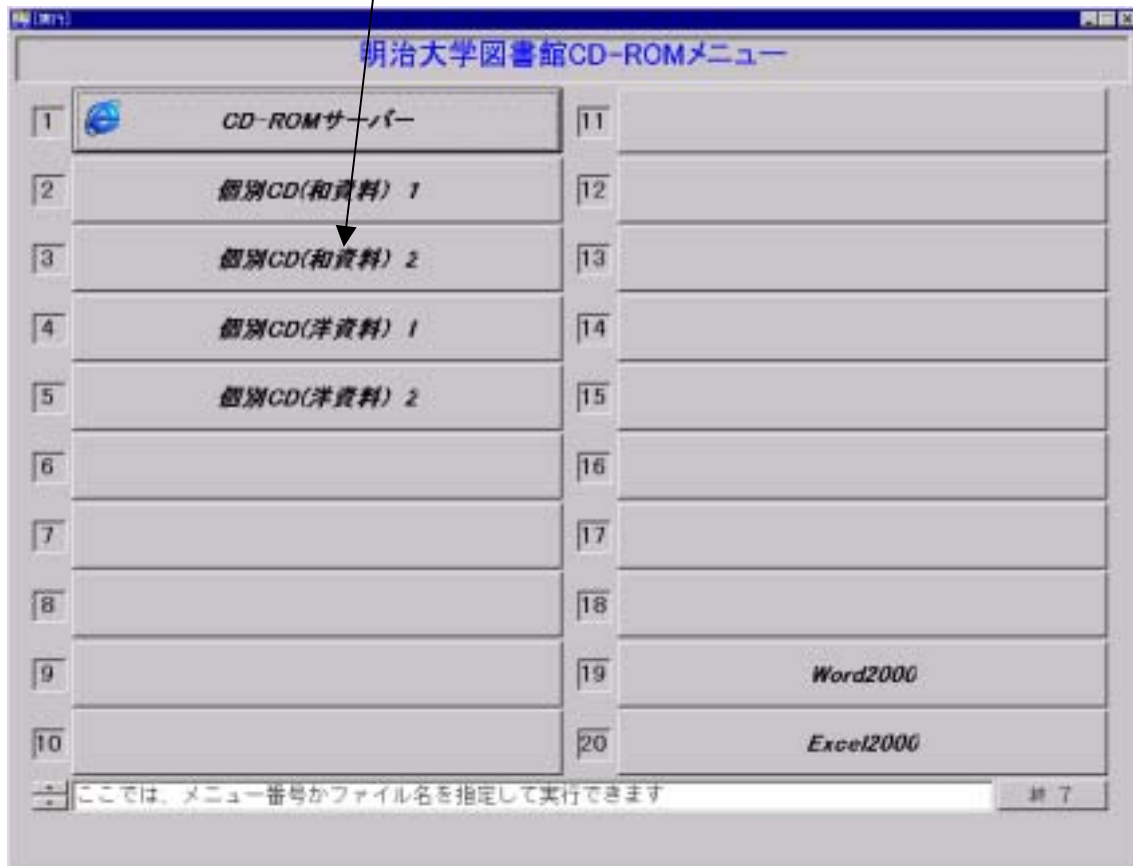 [実行]
明治大学図書館CD-ROMメニュー
1 CD-ROMサーバー
2 個別CD(和資料) 1
3 個別CD(和資料) 2
4 個別CD(洋資料) 1
5 個別CD(洋資料) 2
6
7
8
9
10
11
12
13
14
15
16
17
18
19 Word2000
20 Excel2000
ここでは、メニュー番号かファイル名を指定して実行できます
終了